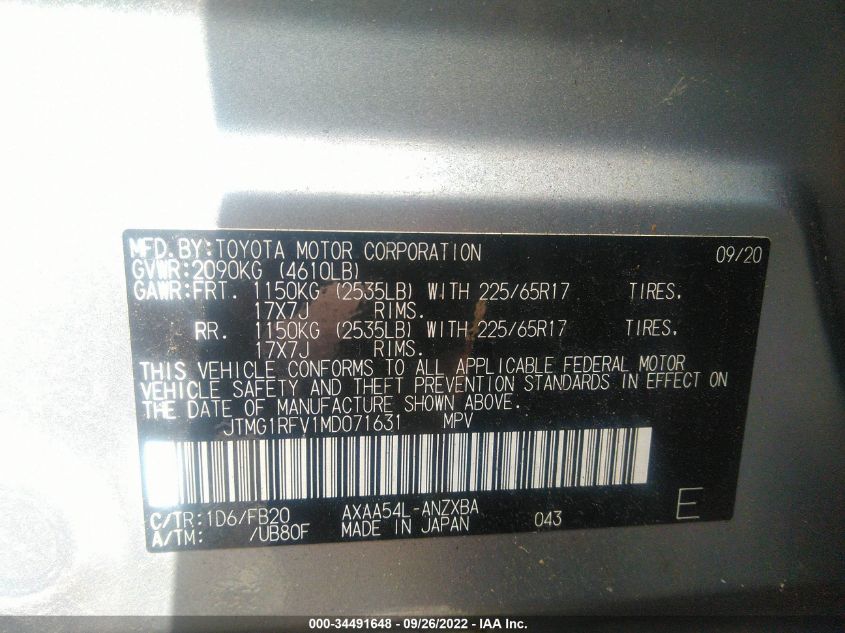 MFD. BY: TOYOTA MOTOR CORPORATION 09/20
GVWR: 2090KG (4610LB)
GAWR: FRT. 1150KG (2535LB) WITH 225/65R17 TIRES.
17X7J RIMS.
RR. 1150KG (2535LB) WITH 225/65R17 TIRES.
17X7J RIMS.
THIS VEHICLE CONFORMS TO ALL APPLICABLE FEDERAL MOTOR
VEHICLE SAFETY AND THEFT PREVENTION STANDARDS IN EFFECT ON
THE DATE OF MANUFACTURE SHOWN ABOVE.
JTMG1RFV1MD071631 MPV
C/TR: 1D6/FB20 AXAA54L-ANZXBA
A/TM: /UB80F MADE IN JAPAN 043 E
000-34491648 - 09/26/2022 - IAA Inc.